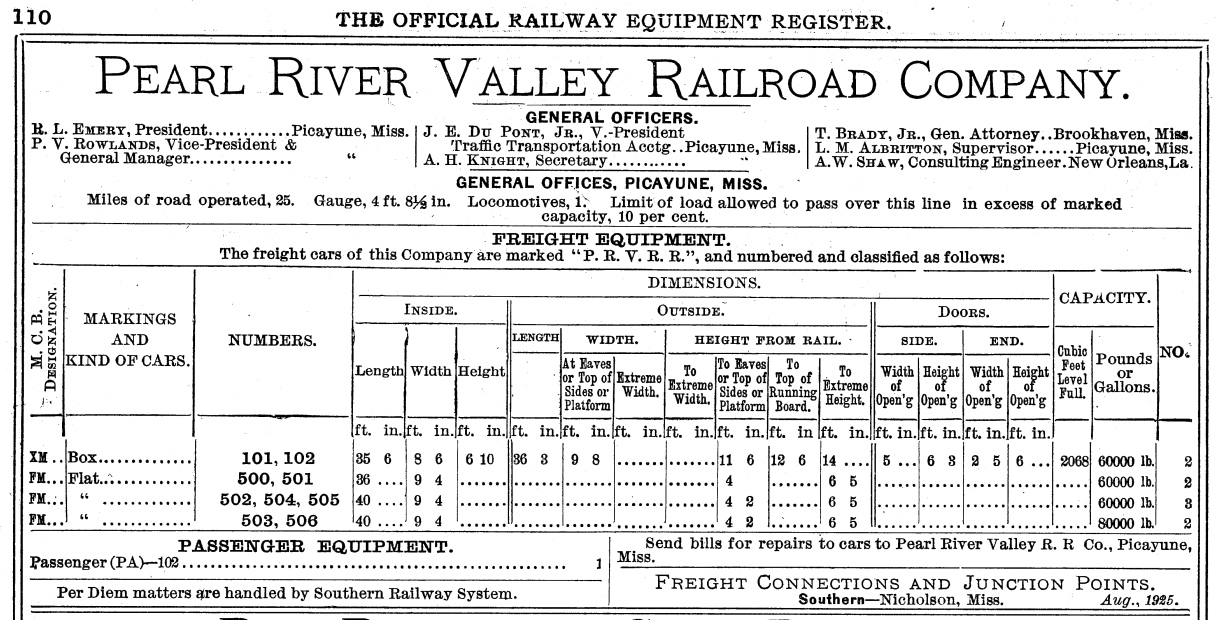 110
THE OFFICIAL RAILWAY EQUIPMENT REGISTER.
PEARL RIVER VALLEY RAILROAD COMPANY.
GENERAL OFFICERS.
R. L. EMERY, President...........Picayune, Miss.
P. V. ROWLANDS, Vice-President &
General Manager............... "
J. E. DU PONT, JR., V.-President
Traffic Transportation Acctg..Picayune, Miss.
A. H. KNIGHT, Secretary........... "
T. BRADY, JR., Gen. Attorney..Brookhaven, Miss.
L. M. ALBRITTON, Supervisor......Picayune, Miss.
A.W. SHAW, Consulting Engineer.New Orleans,La.
GENERAL OFFICES, PICAYUNE, MISS.
Miles of road operated, 25. Gauge, 4 ft. 8½ in. Locomotives, 1. Limit of load allowed to pass over this line in excess of marked
capacity, 10 per cent.
FREIGHT EQUIPMENT.
The freight cars of this Company are marked "P. R. V. R. R.", and numbered and classified as follows:
M. C. B. DESIGNATION.
MARKINGS
AND
KIND OF CARS.
NUMBERS.
DIMENSIONS.
INSIDE.
OUTSIDE.
DOORS.
CAPACITY.
NO.
LENGTH
WIDTH.
HEIGHT FROM RAIL.
SIDE.
END.
Length
Width
Height
At Eaves
or Top of
Sides or
Platform
Extreme
Width.
To
Extreme
Width.
To Eaves
or Top of
Sides or
Platform
To
Top of
Running
Board.
To
Extreme
Height.
Width
of
Open'g
Height
of
Open'g
Width
of
Open'g
Height
of
Open'g
Cubic
Feet
Level
Full.
Pounds
or
Gallons.
ft. in. ft. in. ft. in. ft. in. ft. in. ft. in. ft. in. ft. in. ft. in. ft. in. ft. in. ft. in. ft. in. ft. in.
XM.. Box............. 101, 102 35 6 8 6 6 10 36 3 9 8 ....... ....... 11 6 12 6 14 .... 5 ... 6 3 2 5 6 ... 2068 60000 lb. 2
FM... Flat............. 500, 501 36 .... 9 4 ....... ....... ....... ....... ....... 4 ....... 6 5 ....... ....... ....... ....... ..... 60000 lb. 2
FM... " ............. 502, 504, 505 40 .... 9 4 ....... ....... ....... ....... ....... 4 2 ....... 6 5 ....... ....... ....... ....... ..... 60000 lb. 3
FM... " ............. 503, 506 40 .... 9 4 ....... ....... ....... ....... ....... 4 2 ....... 6 5 ....... ....... ....... ....... ..... 80000 lb. 2
PASSENGER EQUIPMENT.
Passenger (PA)—102.......................................................... 1
Per Diem matters are handled by Southern Railway System.
Send bills for repairs to cars to Pearl River Valley R. R Co., Picayune,
Miss.
FREIGHT CONNECTIONS AND JUNCTION POINTS.
Southern—Nicholson, Miss. Aug., 1925.